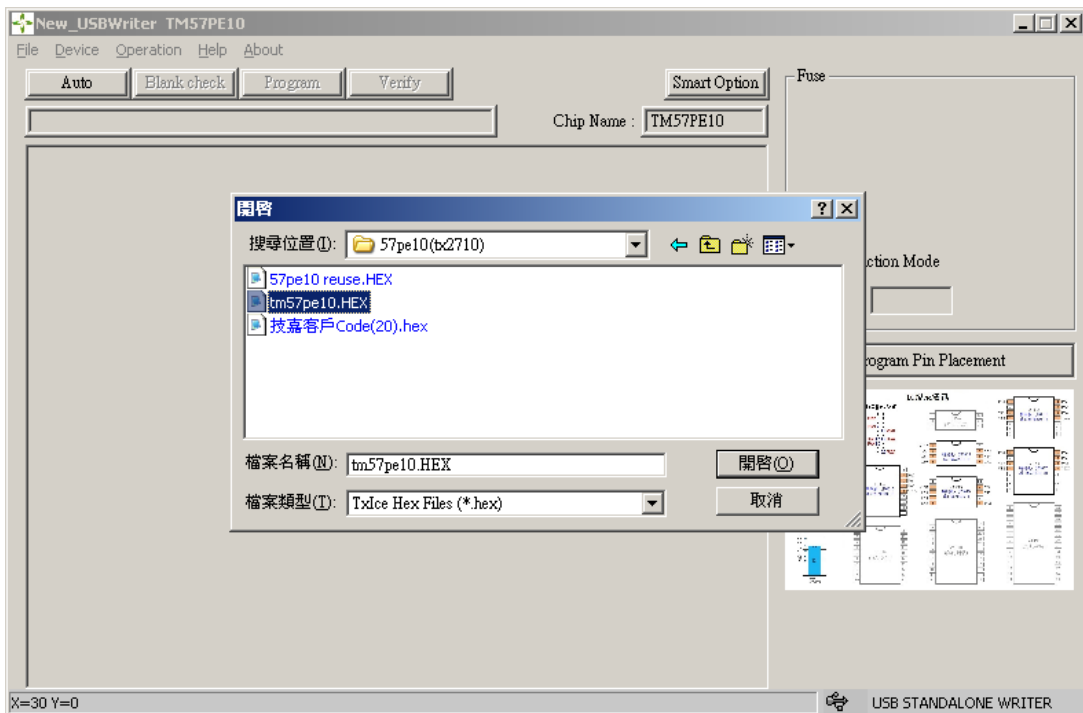 New_USBWriter TM57PE10
File Device Operation Help About
Auto Blank check Program Verify Smart Option
Fuse
Chip Name : TM57PE10
開啓
搜尋位置(I): 57pe10(tx2710)
57pe10 reuse.HEX
tm57pe10.HEX
技嘉客戶Code(20).hex
ction Mode
rogram Pin Placement
檔案名稱(N): tm57pe10.HEX 開啓(O)
檔案類型(T): TxIce Hex Files (*.hex) 取消
X=30 Y=0 USB STANDALONE WRITER